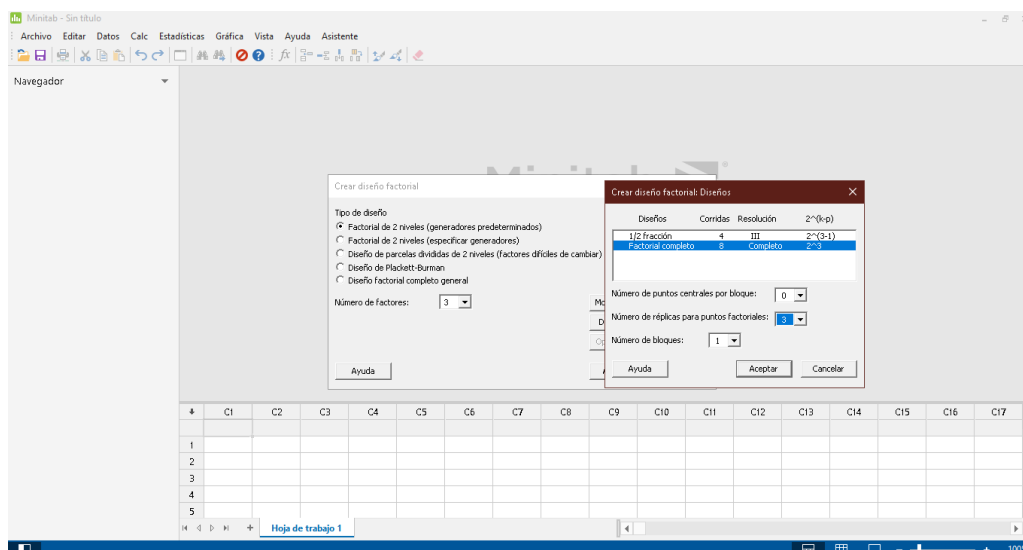 Minitab - Sin título
Archivo Editar Datos Calc Estadísticas Gráfica Vista Ayuda Asistente
Navegador
Crear diseño factorial
Tipo de diseño
Factorial de 2 niveles (generadores predeterminados)
Factorial de 2 niveles (especificar generadores)
Diseño de parcelas divididas de 2 niveles (factores difíciles de cambiar)
Diseño de Plackett-Burman
Diseño factorial completo general
Número de factores: 3
Ayuda
Crear diseño factorial: Diseños
Diseños Corridas Resolución 2^(k-p)
1/2 fracción 4 III 2^(3-1)
Factorial completo 8 Completo 2^3
Número de puntos centrales por bloque: 0
Número de réplicas para puntos factoriales: 3
Número de bloques: 1
Ayuda Aceptar Cancelar
C1 C2 C3 C4 C5 C6 C7 C8 C9 C10 C11 C12 C13 C14 C15 C16 C17
1
2
3
4
5
Hoja de trabajo 1